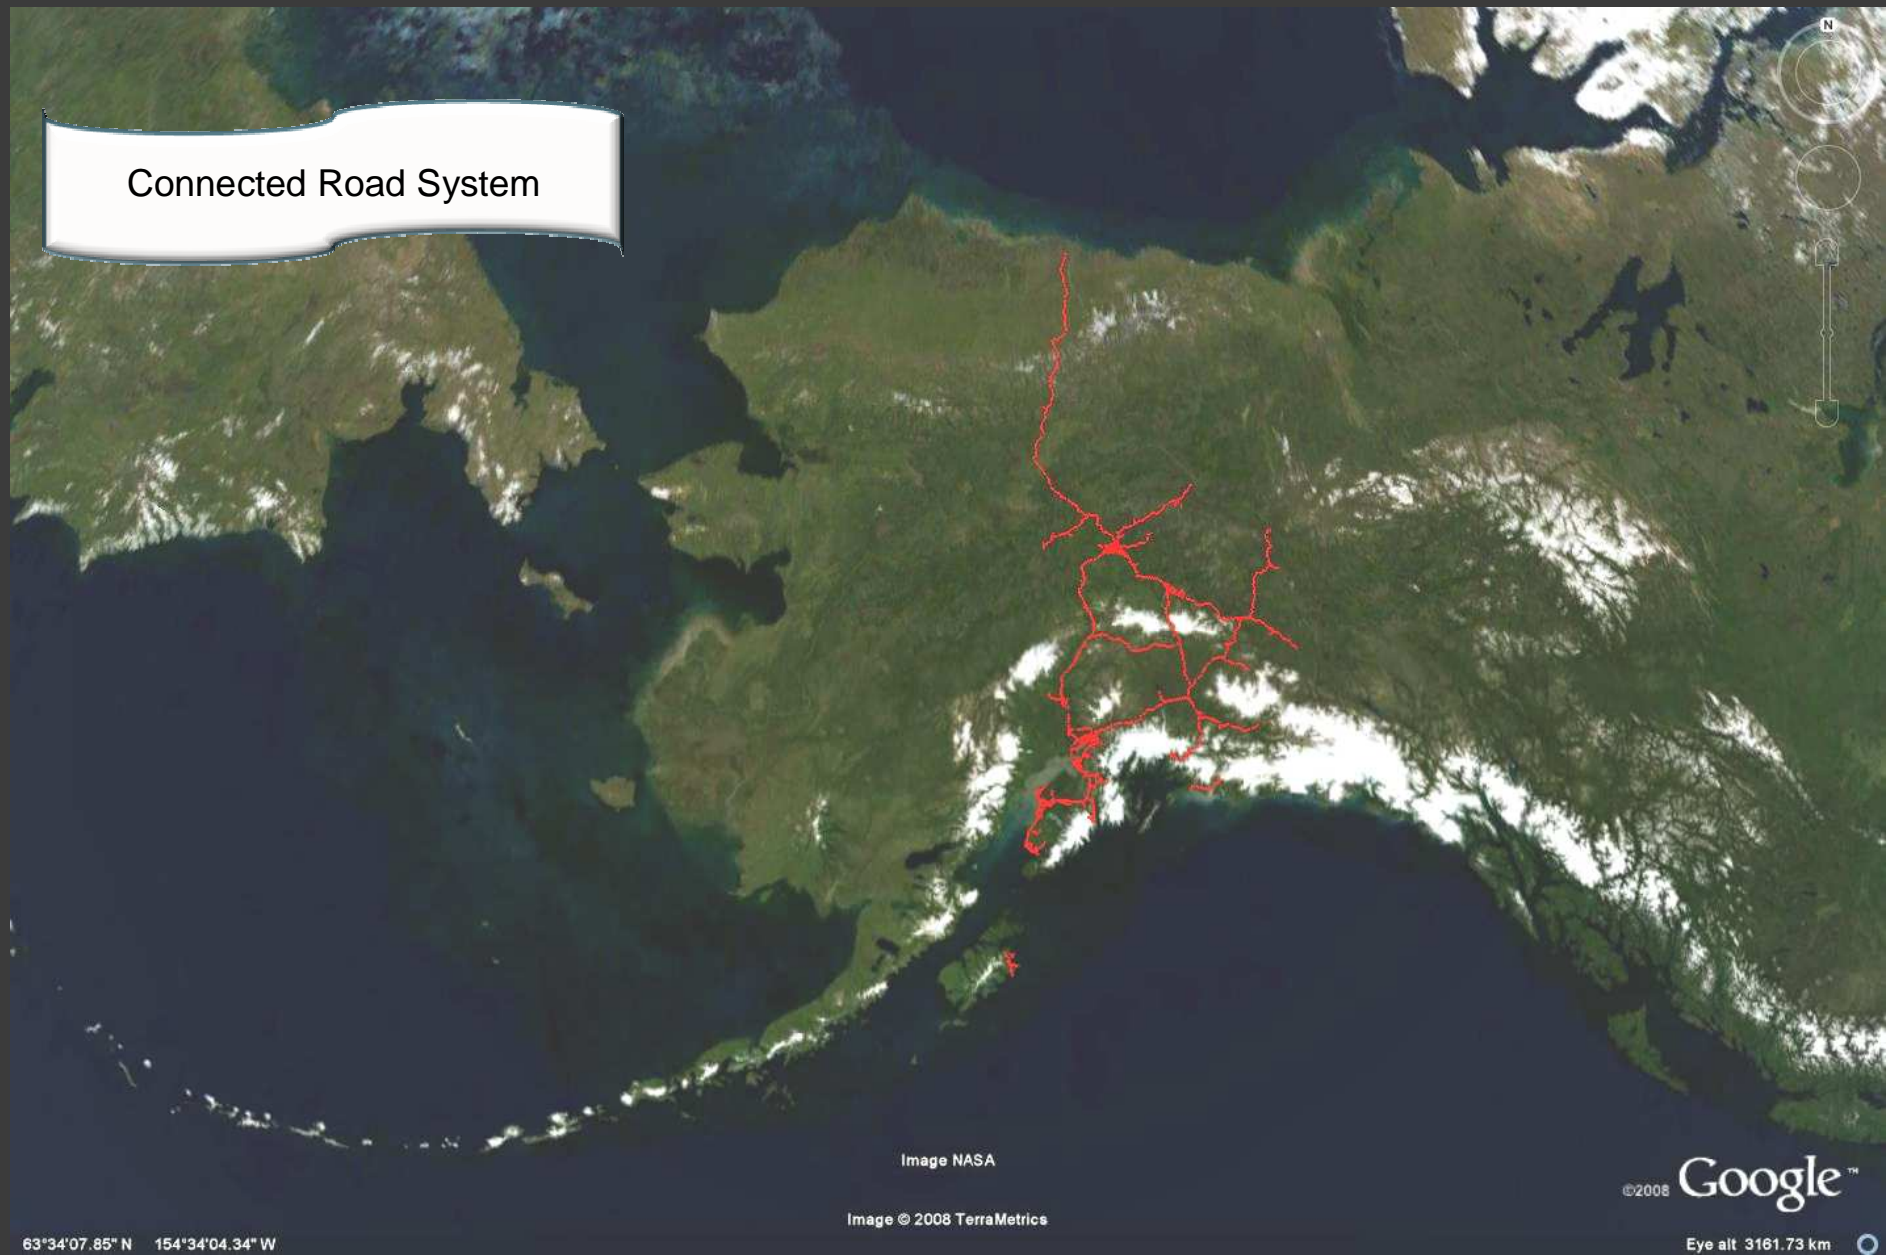 N
Connected Road System
Image NASA
©2008 Google™
Image © 2008 TerraMetrics
63°34'07.85" N 154°34'04.34" W
Eye alt 3161.73 km